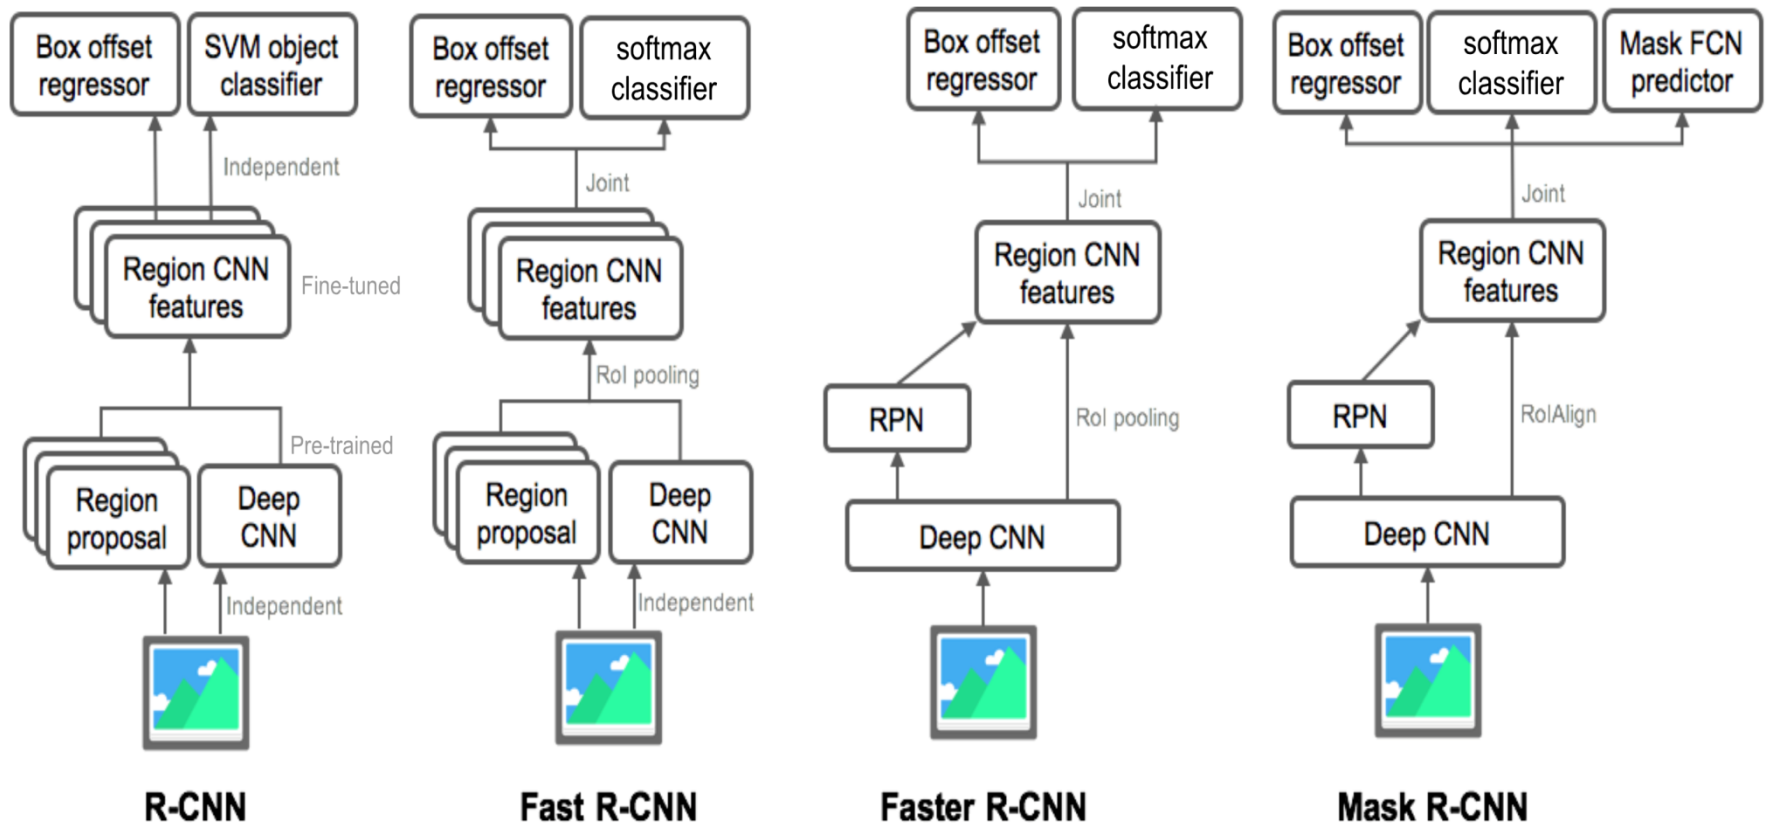 Box offset
regressor
SVM object
classifier
Independent
Region CNN
features
Fine-tuned
Pre-trained
Region
proposal
Deep
CNN
Independent
R-CNN
Box offset
regressor
softmax
classifier
Joint
Region CNN
features
RoI pooling
Region
proposal
Deep
CNN
Independent
Fast R-CNN
Box offset
regressor
softmax
classifier
Joint
Region CNN
features
RPN
RoI pooling
Deep CNN
Faster R-CNN
Box offset
regressor
softmax
classifier
Mask FCN
predictor
Joint
Region CNN
features
RPN
RoIAlign
Deep CNN
Mask R-CNN